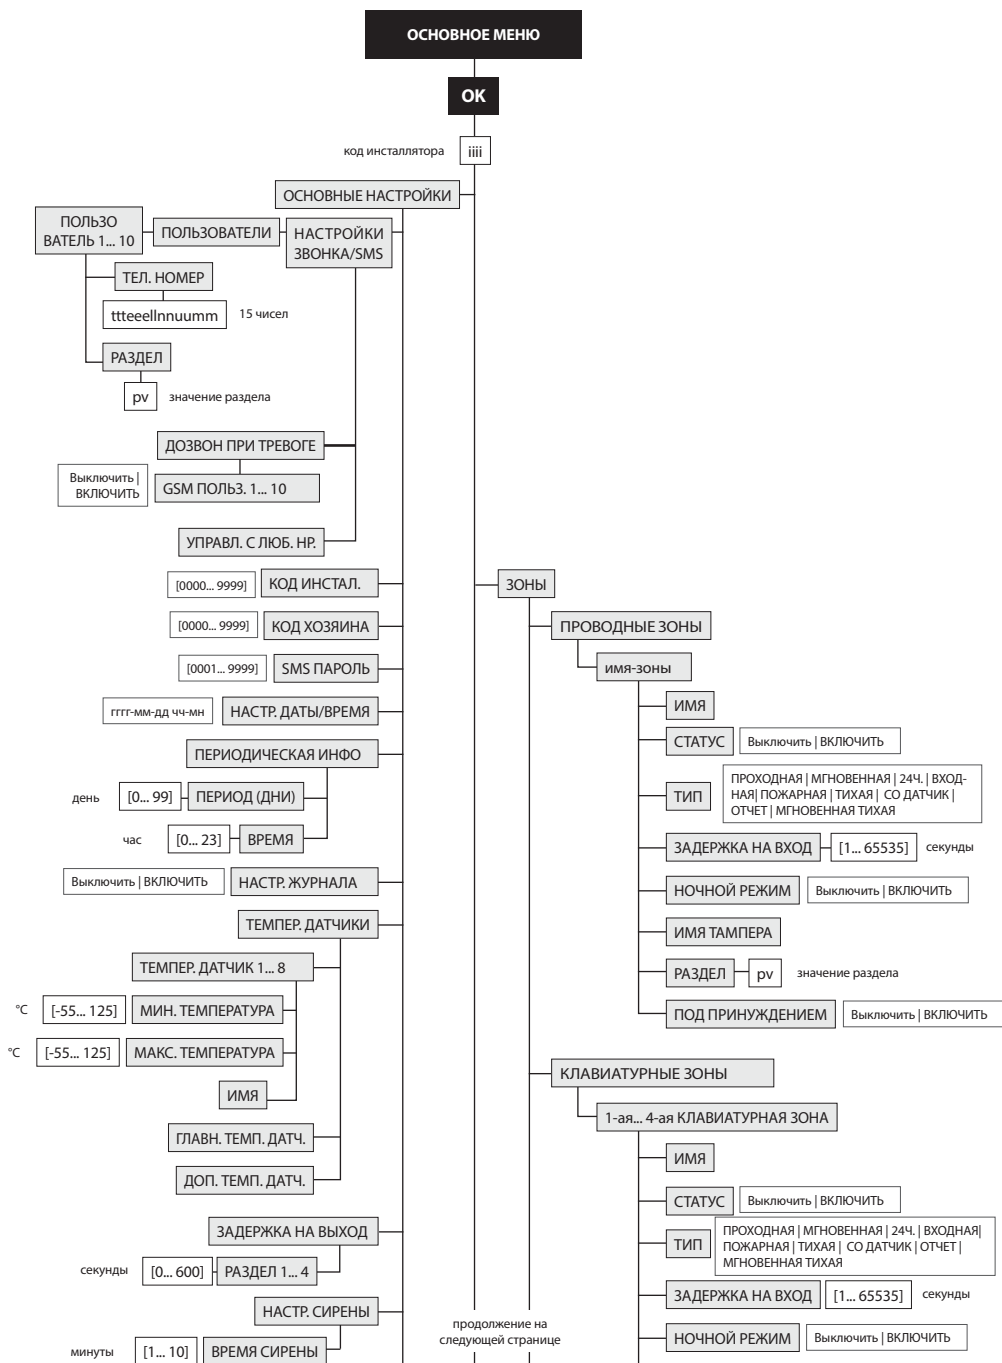 ОСНОВНОЕ МЕНЮ
OK
код инсталлятора
iiii
ОСНОВНЫЕ НАСТРОЙКИ
ПОЛЬЗО
ВАТЕЛЬ 1... 10
ПОЛЬЗОВАТЕЛИ
НАСТРОЙКИ
ЗВОНКА/SMS
ТЕЛ. НОМЕР
ttteeellnnuumm
15 чисел
РАЗДЕЛ
pv
значение раздела
ДОЗВОН ПРИ ТРЕВОГЕ
Выключить |
ВКЛЮЧИТЬ
GSM ПОЛЬЗ. 1... 10
УПРАВЛ. С ЛЮБ. НР.
[0000... 9999]
КОД ИНСТАЛ.
[0000... 9999]
КОД ХОЗЯИНА
[0001... 9999]
SMS ПАРОЛЬ
гггг-мм-дд чч-мн
НАСТР. ДАТЫ/ВРЕМЯ
ПЕРИОДИЧЕСКАЯ ИНФО
день
[0... 99]
ПЕРИОД (ДНИ)
час
[0... 23]
ВРЕМЯ
Выключить | ВКЛЮЧИТЬ
НАСТР. ЖУРНАЛА
ТЕМПЕР. ДАТЧИКИ
ТЕМПЕР. ДАТЧИК 1... 8
°C
[-55... 125]
МИН. ТЕМПЕРАТУРА
°C
[-55... 125]
МАКС. ТЕМПЕРАТУРА
ИМЯ
ГЛАВН. ТЕМП. ДАТЧ.
ДОП. ТЕМП. ДАТЧ.
ЗАДЕРЖКА НА ВЫХОД
секунды
[0... 600]
РАЗДЕЛ 1... 4
НАСТР. СИРЕНЫ
минуты
[1... 10]
ВРЕМЯ СИРЕНЫ
ЗОНЫ
ПРОВОДНЫЕ ЗОНЫ
имя-зоны
ИМЯ
СТАТУС
Выключить | ВКЛЮЧИТЬ
ТИП
ПРОХОДНАЯ | МГНОВЕННАЯ | 24Ч. | ВХОД-
НАЯ| ПОЖАРНАЯ | ТИХАЯ | СО ДАТЧИК |
ОТЧЕТ | МГНОВЕННАЯ ТИХАЯ
ЗАДЕРЖКА НА ВХОД
[1... 65535]
секунды
НОЧНОЙ РЕЖИМ
Выключить | ВКЛЮЧИТЬ
ИМЯ ТАМПЕРА
РАЗДЕЛ
pv
значение раздела
ПОД ПРИНУЖДЕНИЕМ
Выключить | ВКЛЮЧИТЬ
КЛАВИАТУРНЫЕ ЗОНЫ
1-ая... 4-ая КЛАВИАТУРНАЯ ЗОНА
ИМЯ
СТАТУС
Выключить | ВКЛЮЧИТЬ
ТИП
ПРОХОДНАЯ | МГНОВЕННАЯ | 24Ч. | ВХОДНАЯ|
ПОЖАРНАЯ | ТИХАЯ | СО ДАТЧИК | ОТЧЕТ |
МГНОВЕННАЯ ТИХАЯ
ЗАДЕРЖКА НА ВХОД
[1... 65535]
секунды
НОЧНОЙ РЕЖИМ
Выключить | ВКЛЮЧИТЬ
продолжение на
следующей странице